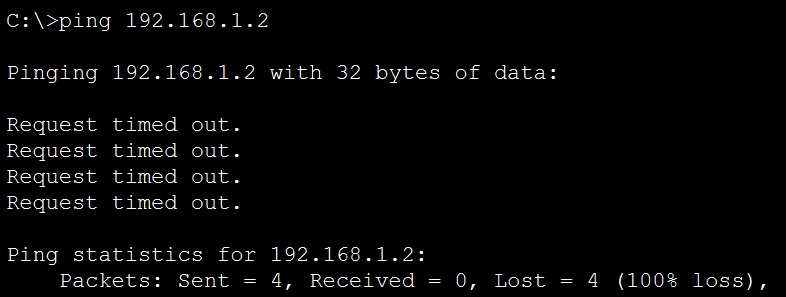 C:\>ping 192.168.1.2
Pinging 192.168.1.2 with 32 bytes of data:
Request timed out.
Request timed out.
Request timed out.
Request timed out.
Ping statistics for 192.168.1.2:
Packets: Sent = 4, Received = 0, Lost = 4 (100% loss),